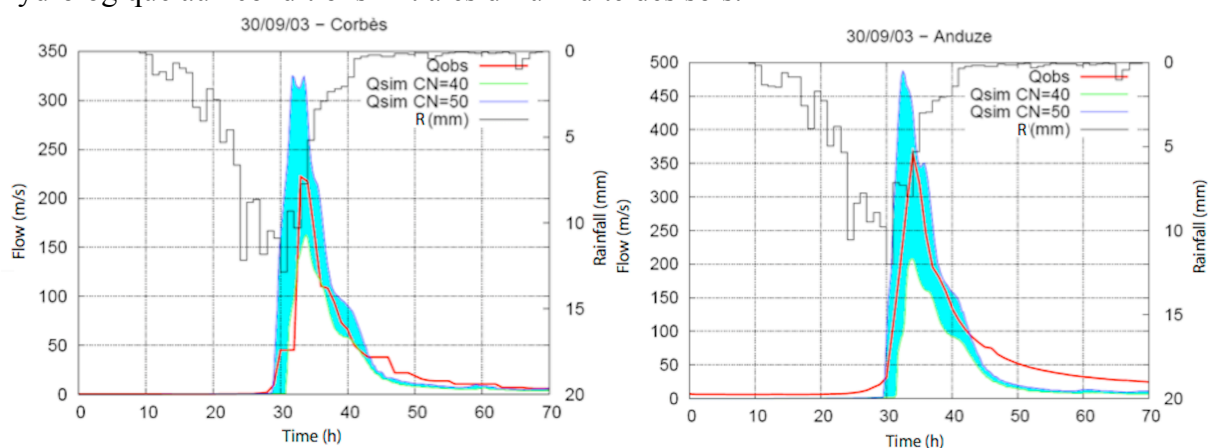 30/09/03 – Corbès
350
300
250
200
150
100
50
0
0
5
10
15
20
0 10 20 30 40 50 60 70
Qobs
Qsim CN=40
Qsim CN=50
R (mm)
Flow (m/s)
Rainfall (mm)
Time (h)
30/09/03 – Anduze
500
450
400
350
300
250
200
150
100
50
0
0
5
10
15
20
0 10 20 30 40 50 60 70
Qobs
Qsim CN=40
Qsim CN=50
R (mm)
Flow (m/s)
Rainfall (mm)
Time (h)